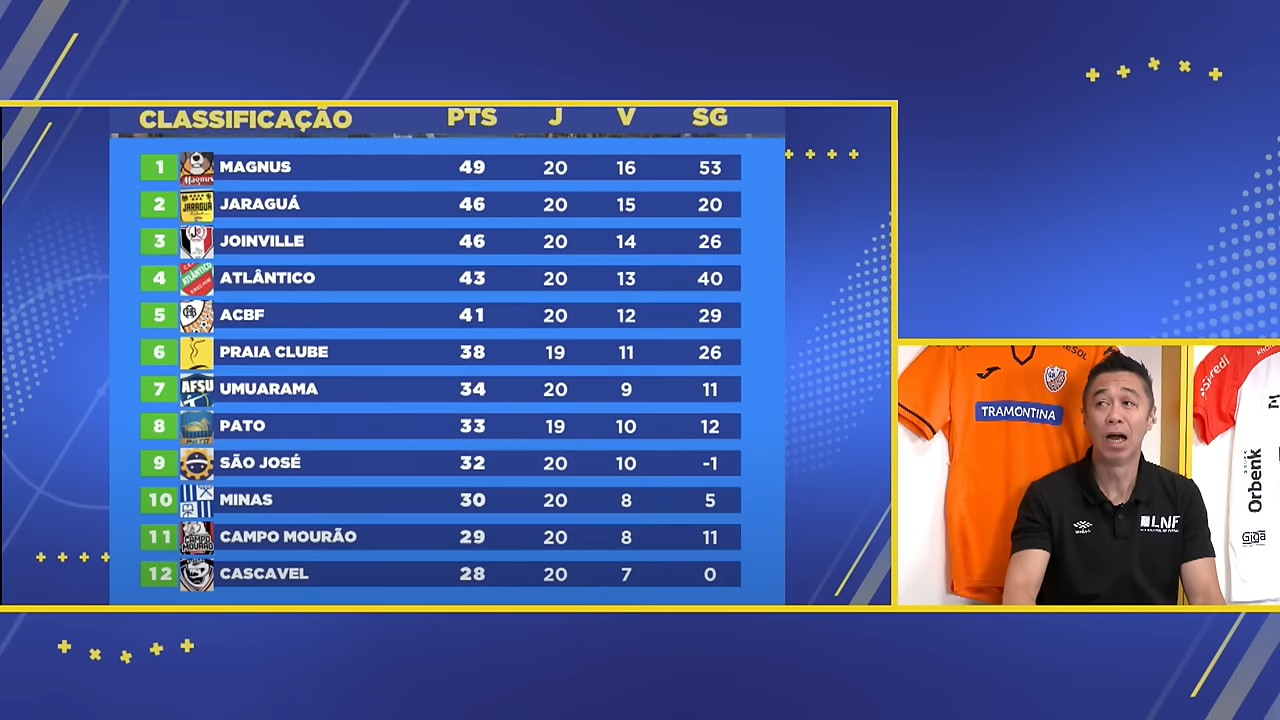 CLASSIFICAÇÃO PTS J V SG
1 MAGNUS 49 20 16 53
2 JARAGUÁ 46 20 15 20
3 JOINVILLE 46 20 14 26
4 ATLÂNTICO 43 20 13 40
5 ACBF 41 20 12 29
6 PRAIA CLUBE 38 19 11 26
7 AFSU UMUARAMA 34 20 9 11
8 PATO 33 19 10 12
9 SÃO JOSÉ 32 20 10 -1
10 MINAS 30 20 8 5
11 CAMPO MOURÃO 29 20 8 11
12 CASCAVEL 28 20 7 0
TRAMONTINA
LNF
Sicredi
Orbenk
Giga